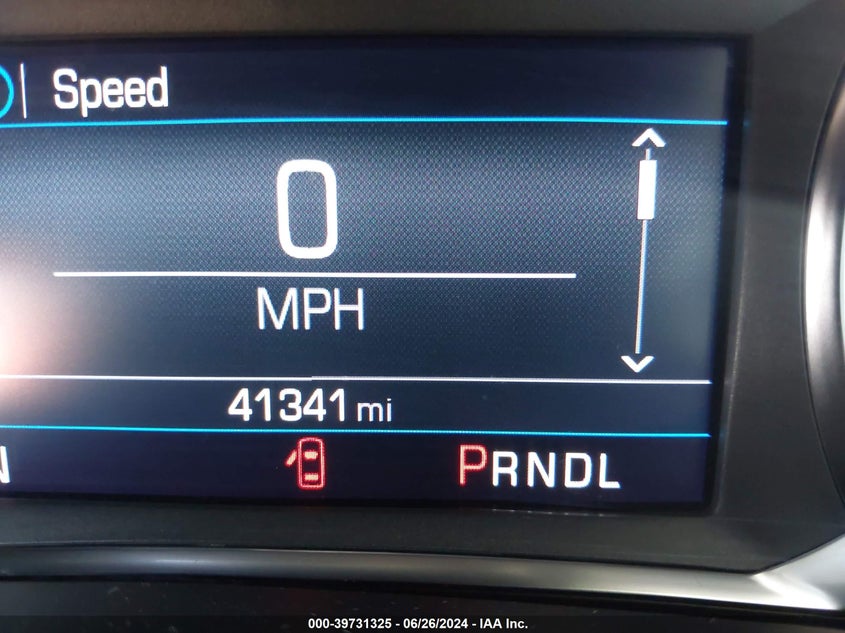 Speed
0
MPH
41341 mi
N
PRNDL
000-39731325 - 06/26/2024 - IAA Inc.